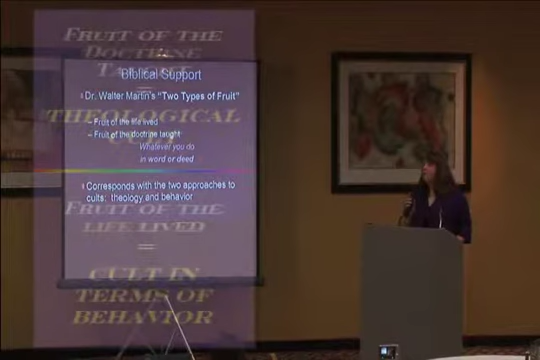 FRUIT OF THE
DOCTRINE
TAUGHT
=
THEOLOGICAL
CULT
Biblical Support
Dr. Walter Martin's "Two Types of Fruit"
– Fruit of the life lived
– Fruit of the doctrine taught
Whatever you do
in word or deed
Corresponds with the two approaches to
cults: theology and behavior
FRUIT OF THE
LIFE LIVED
=
CULT IN
TERMS OF
BEHAVIOR